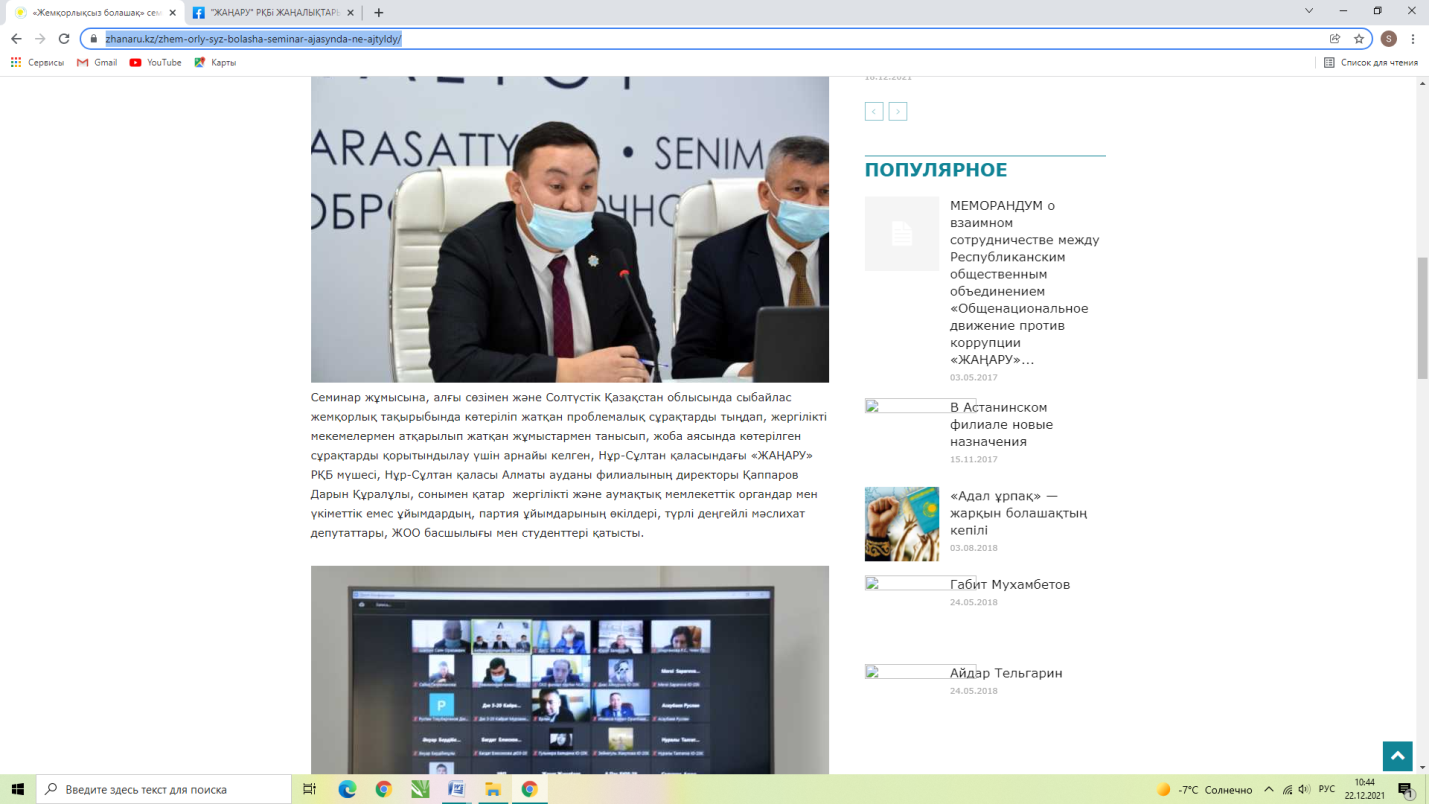 «Жемқорлықсыз болашақ» сем
"ЖАҢАРУ" РҚБі ЖАҢАЛЫҚТАР
zhanaru.kz/zhem-orly-syz-bolasha-seminar-ajasynda-ne-ajtyldy/
S
Сервисы
Gmail
YouTube
Карты
Список для чтения
PARASATTY
• SENIM
Семинар жұмысына, алғы сөзімен және Солтүстік Қазақстан облысында сыбайлас
жемқорлық тақырыбында көтеріліп жатқан проблемалық сұрақтарды тыңдап, жергілікті
мекемелермен атқарылып жатқан жұмыстармен танысып, жоба аясында көтерілген
сұрақтарды қорытындылау үшін арнайы келген, Нұр-Сұлтан қаласындағы «ЖАҢАРУ»
РҚБ мүшесі, Нұр-Сұлтан қаласы Алматы ауданы филиалының директоры Қаппаров
Дарын Құралұлы, сонымен қатар жергілікті және аумақтық мемлекеттік органдар мен
үкіметтік емес ұйымдардың, партия ұйымдарының өкілдері, түрлі деңгейлі мәслихат
депутаттары, ЖОО басшылығы мен студенттері қатысты.
18.12.2021
ПОПУЛЯРНОЕ
МЕМОРАНДУМ о
взаимном
сотрудничестве между
Республиканским
общественным
объединением
«Общенациональное
движение против
коррупции
«ЖАҢАРУ»...
03.05.2017
В Астанинском
филиале новые
назначения
15.11.2017
«Адал ұрпақ» —
жарқын болашақтың
кепілі
03.08.2018
Габит Мухамбетов
24.05.2018
Айдар Тельгарин
24.05.2018
Введите здесь текст для поиска
-7°C Солнечно
РУС
10:44
22.12.2021
1